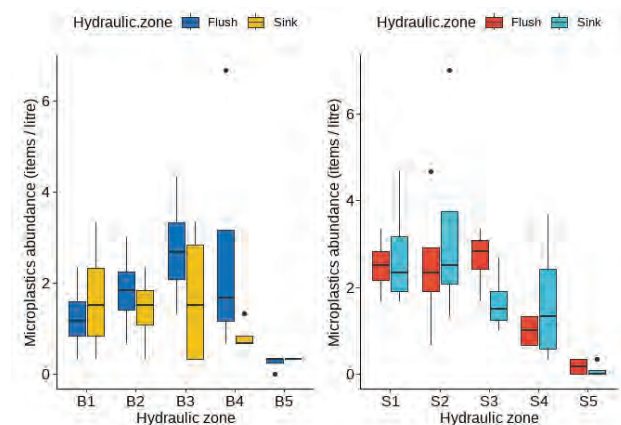 Hydraulic.zone Flush Sink
Microplastics abundance (items / litre)
6
4
2
0
B1 B2 B3 B4 B5
Hydraulic zone
Hydraulic.zone Flush Sink
Microplastics abundance (items / litre)
6
4
2
0
S1 S2 S3 S4 S5
Hydraulic zone